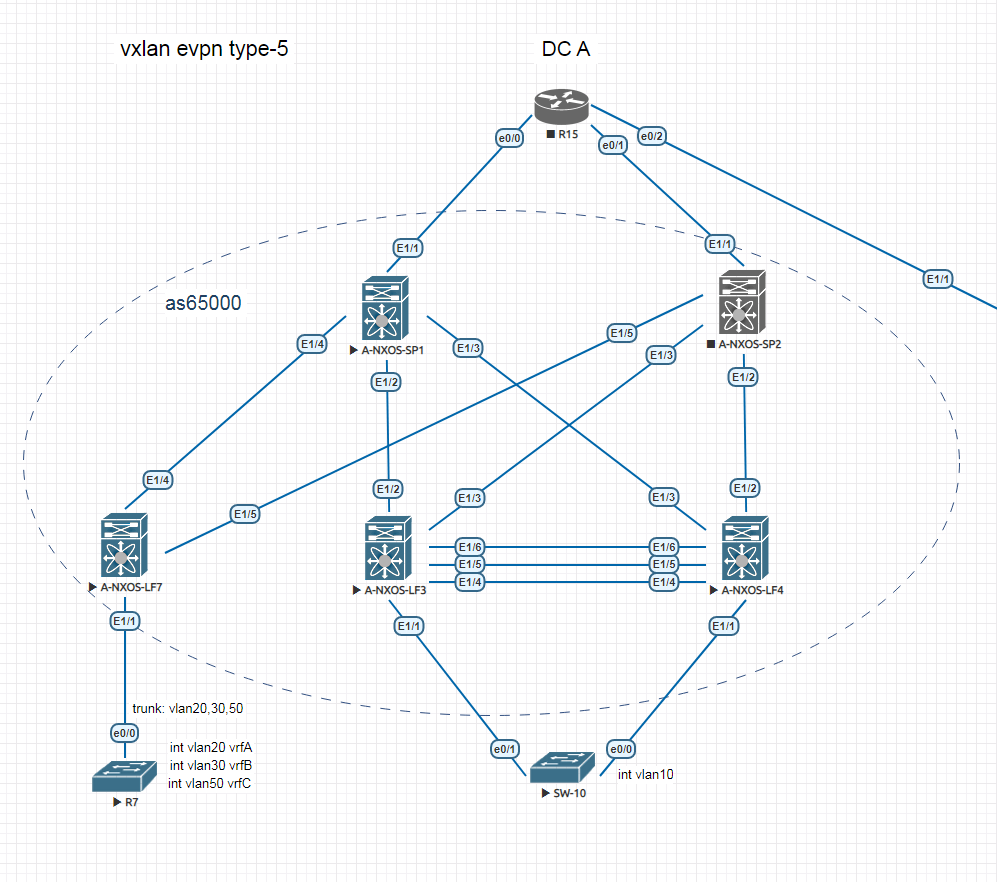 vxlan evpn type-5
DC A
R15
e0/0
e0/1
e0/2
E1/1
E1/1
E1/1
as65000
A-NXOS-SP1
A-NXOS-SP2
E1/4
E1/3
E1/5
E1/3
E1/2
E1/2
E1/4
E1/5
E1/2
E1/3
E1/3
E1/2
E1/6
E1/6
E1/5
E1/5
E1/4
E1/4
A-NXOS-LF7
A-NXOS-LF3
A-NXOS-LF4
E1/1
E1/1
E1/1
trunk: vlan20,30,50
e0/0
int vlan20 vrfA
int vlan30 vrfB
int vlan50 vrfC
R7
e0/1
e0/0
int vlan10
SW-10